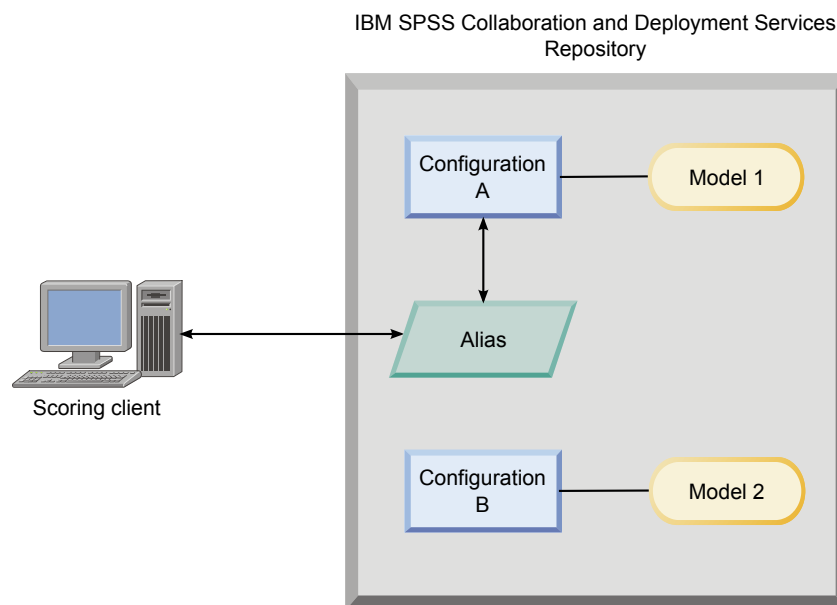 IBM SPSS Collaboration and Deployment Services
Repository
Configuration
A
Model 1
Alias
Scoring client
Configuration
B
Model 2